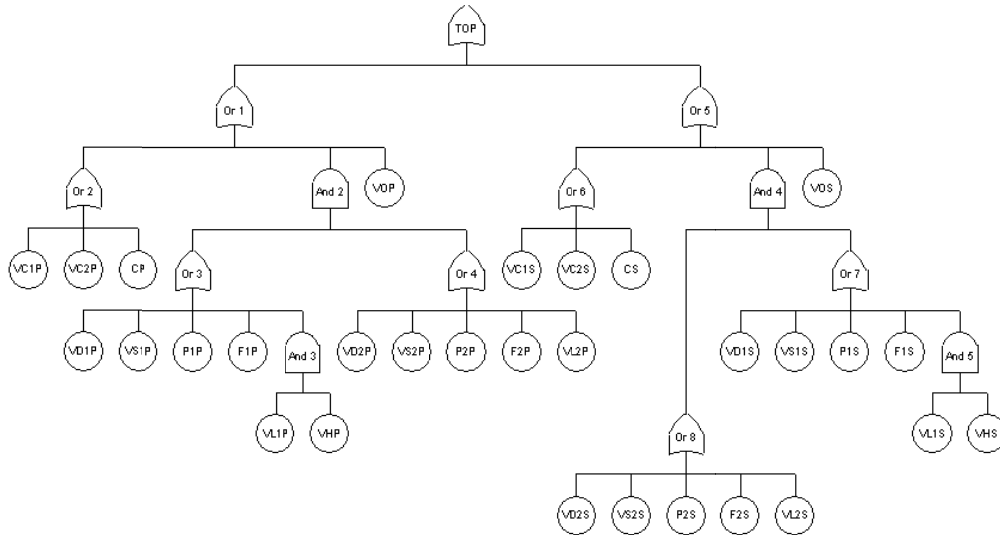 TOP
Or 1
Or 5
Or 2
And 2
VOP
Or 6
And 4
VOS
VC1P
VC2P
CP
Or 3
Or 4
VC1S
VC2S
CS
Or 7
VD1P
VS1P
P1P
F1P
And 3
VD2P
VS2P
P2P
F2P
VL2P
VD1S
VS1S
P1S
F1S
And 5
VL1P
VHP
Or 8
VL1S
VHS
VD2S
VS2S
P2S
F2S
VL2S